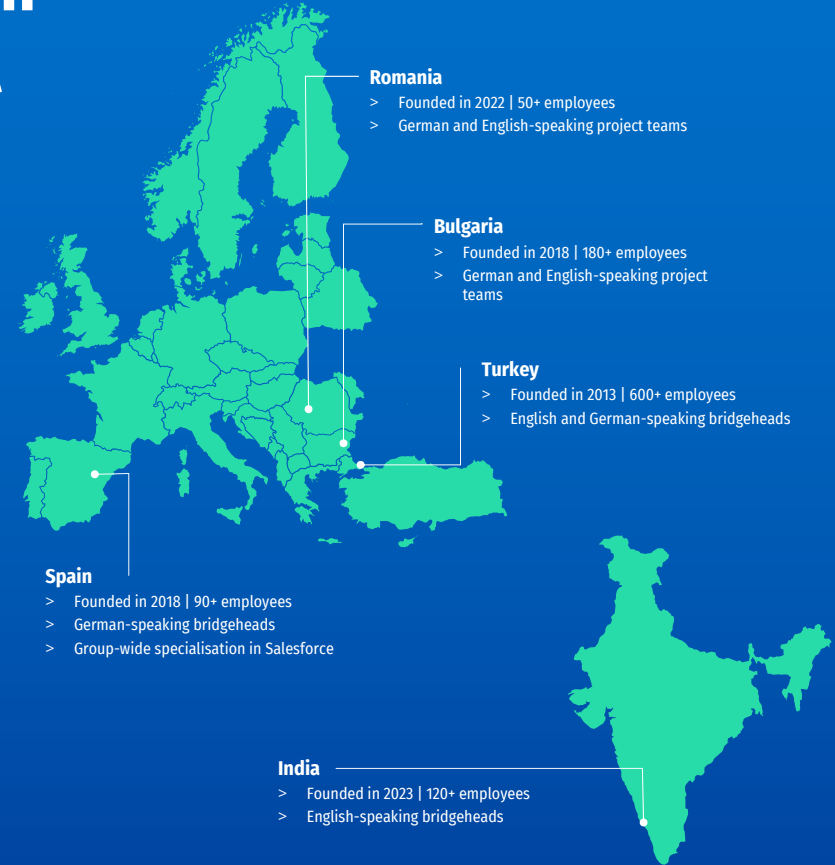 Romania
> Founded in 2022 | 50+ employees
> German and English-speaking project teams
Bulgaria
> Founded in 2018 | 180+ employees
> German and English-speaking project
teams
Turkey
> Founded in 2013 | 600+ employees
> English and German-speaking bridgeheads
Spain
> Founded in 2018 | 90+ employees
> German-speaking bridgeheads
> Group-wide specialisation in Salesforce
India
> Founded in 2023 | 120+ employees
> English-speaking bridgeheads